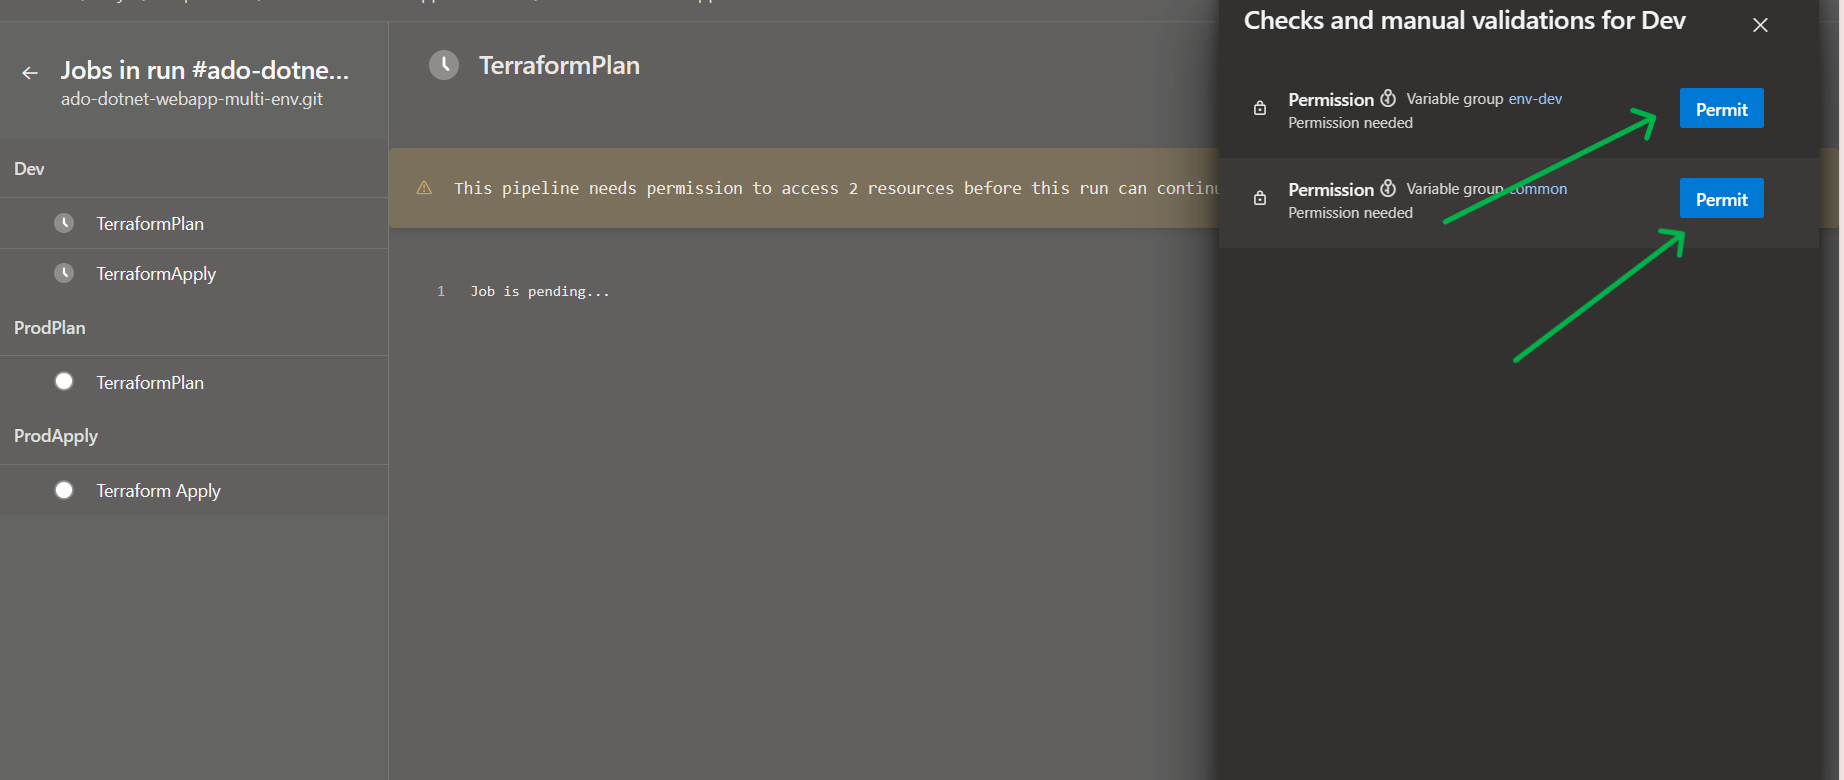 Jobs in run #ado-dotne...
ado-dotnet-webapp-multi-env.git
Dev
TerraformPlan
TerraformApply
ProdPlan
TerraformPlan
ProdApply
Terraform Apply
TerraformPlan
This pipeline needs permission to access 2 resources before this run can continu
1 Job is pending...
Checks and manual validations for Dev
Permission Variable group env-dev
Permission needed
Permit
Permission Variable group common
Permission needed
Permit